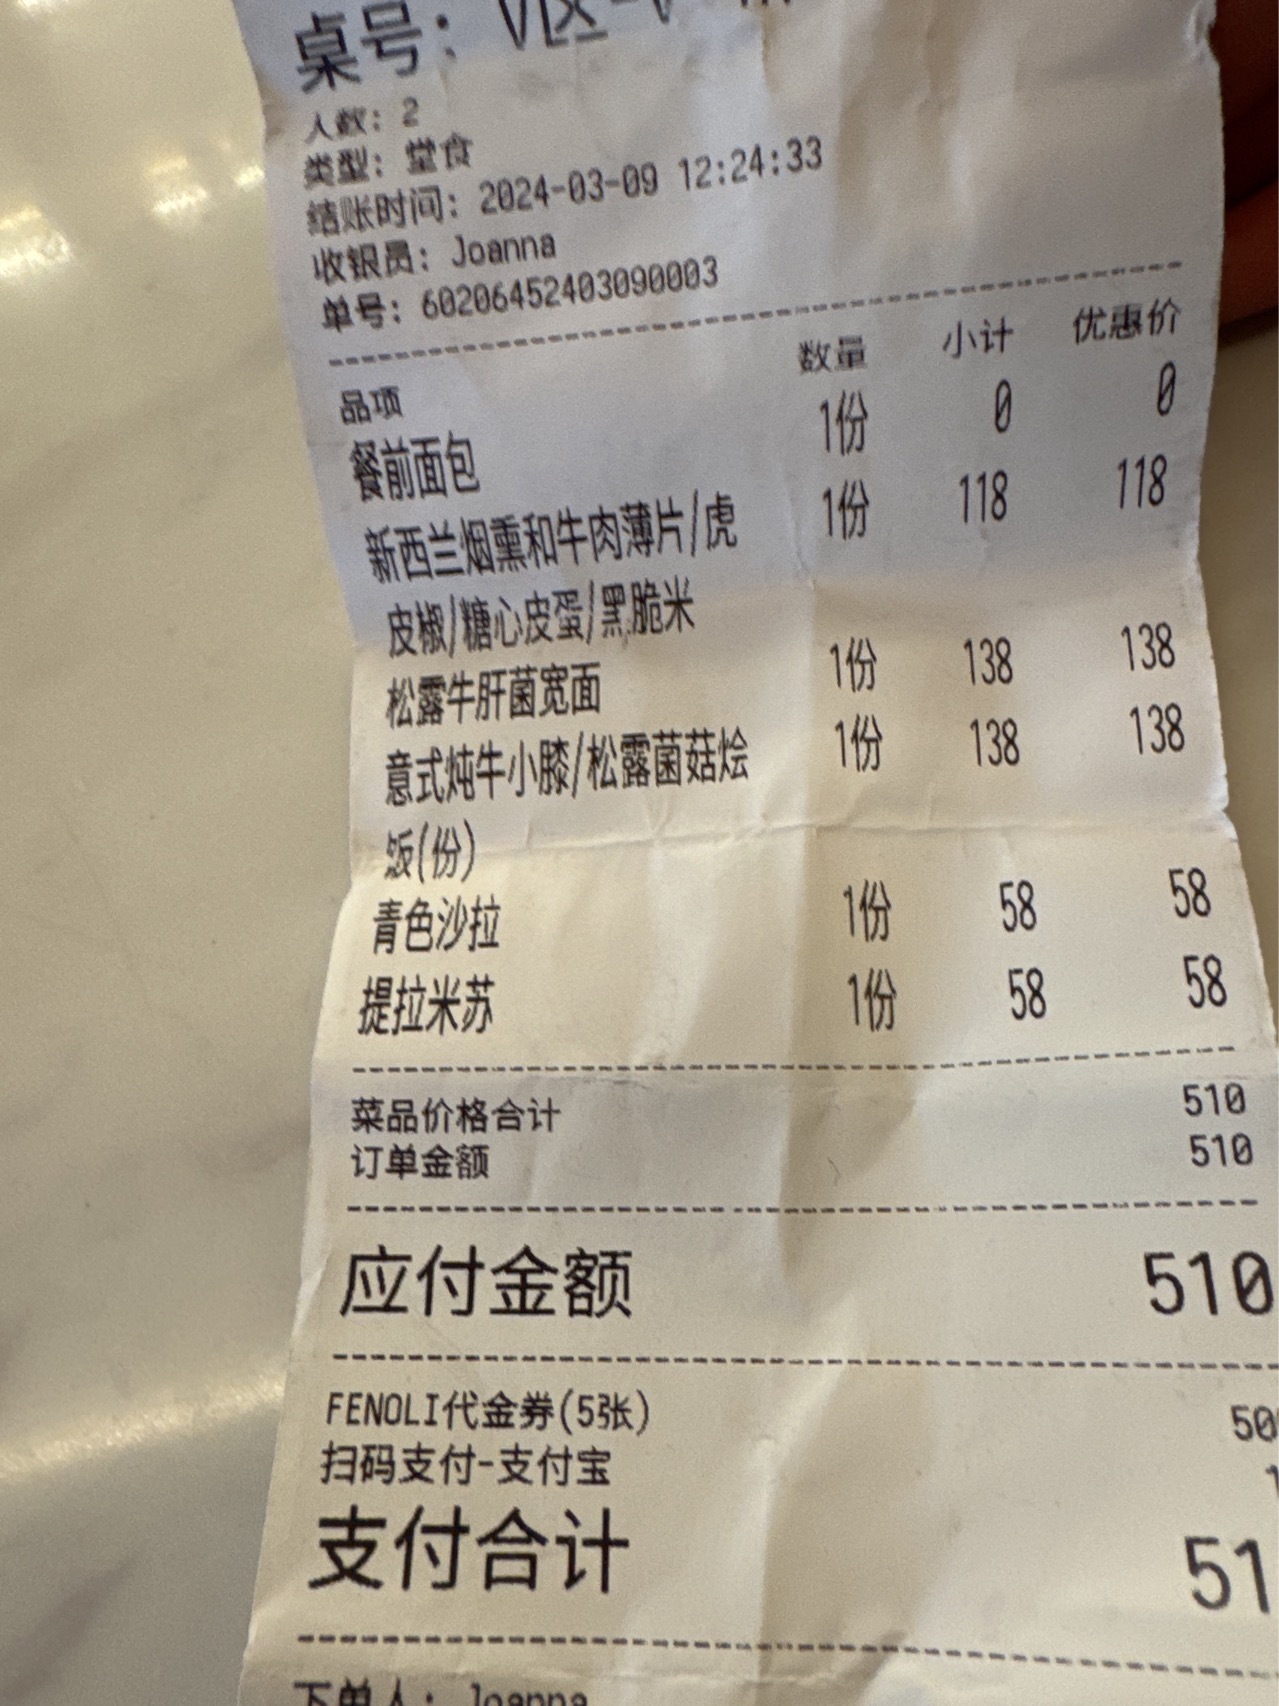 桌号:
人数: 2
类型: 堂食
结账时间: 2024-03-09 12:24:33
收银员: Joanna
单号: 60206452403090003
品项 数量 小计 优惠价
餐前面包 1份 0 0
新西兰烟熏和牛肉薄片/虎 1份 118 118
皮椒/糖心皮蛋/黑脆米
松露牛肝菌宽面 1份 138 138
意式炖牛小膝/松露菌菇烩 1份 138 138
饭(份)
青色沙拉 1份 58 58
提拉米苏 1份 58 58
菜品价格合计 510
订单金额 510
应付金额 510
FENOLI代金券(5张) 50
扫码支付-支付宝 1
支付合计 51
下单人: Joanna